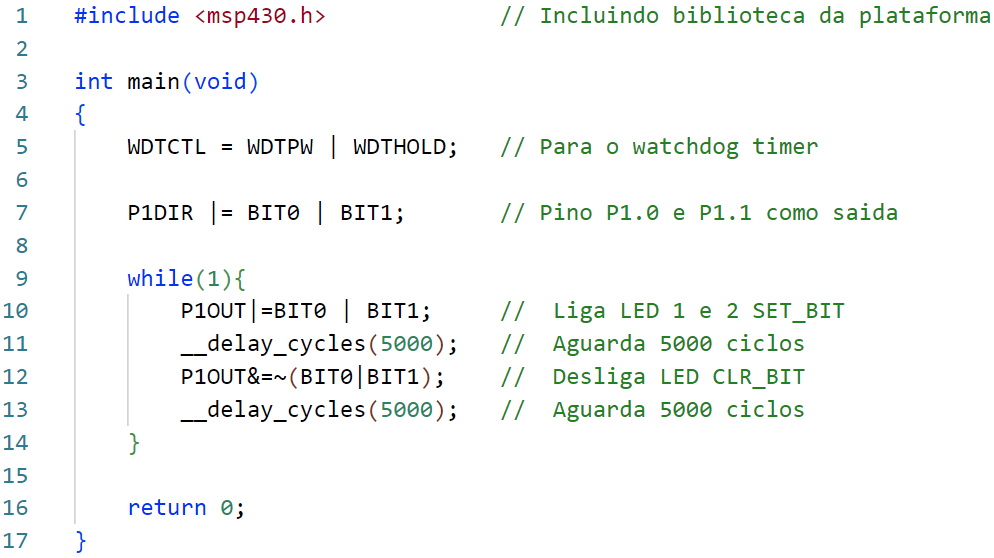 1 #include <msp430.h> // Incluindo biblioteca da plataforma
2
3 int main(void)
4 {
5 WDTCTL = WDTPW | WDTHOLD; // Para o watchdog timer
6
7 P1DIR |= BIT0 | BIT1; // Pino P1.0 e P1.1 como saida
8
9 while(1){
10 P1OUT|=BIT0 | BIT1; // Liga LED 1 e 2 SET_BIT
11 __delay_cycles(5000); // Aguarda 5000 ciclos
12 P1OUT&=~(BIT0|BIT1); // Desliga LED CLR_BIT
13 __delay_cycles(5000); // Aguarda 5000 ciclos
14 }
15
16 return 0;
17 }